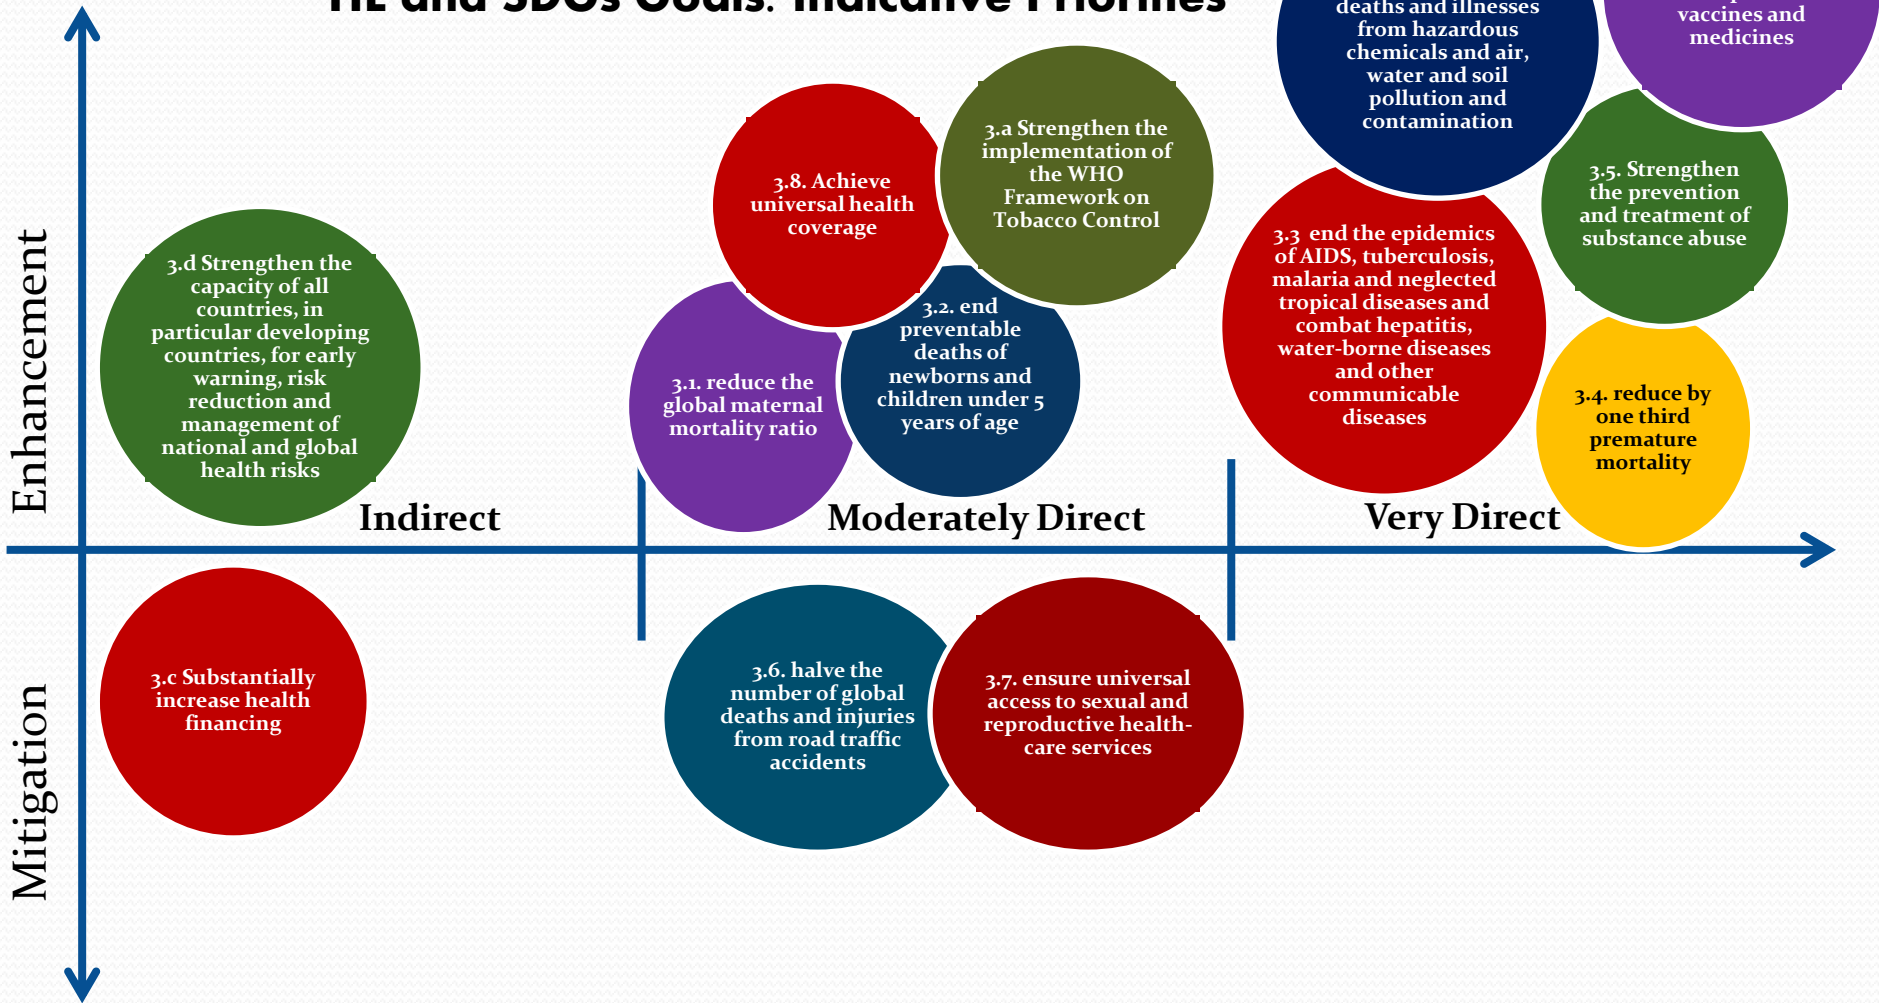 and SDGs Goals: Indicative Priorities
deaths and illnesses
from hazardous
chemicals and air,
water and soil
pollution and
contamination
vaccines and
medicines
3.a Strengthen the
implementation of
the WHO
Framework on
Tobacco Control
3.8. Achieve
universal health
coverage
3.5. Strengthen
the prevention
and treatment of
substance abuse
3.d Strengthen the
capacity of all
countries, in
particular developing
countries, for early
warning, risk
reduction and
management of
national and global
health risks
3.3 end the epidemics
of AIDS, tuberculosis,
malaria and neglected
tropical diseases and
combat hepatitis,
water-borne diseases
and other
communicable
diseases
3.2. end
preventable
deaths of
newborns and
children under 5
years of age
3.1. reduce the
global maternal
mortality ratio
3.4. reduce by
one third
premature
mortality
Enhancement
Indirect
Moderately Direct
Very Direct
Mitigation
3.c Substantially
increase health
financing
3.6. halve the
number of global
deaths and injuries
from road traffic
accidents
3.7. ensure universal
access to sexual and
reproductive health-
care services